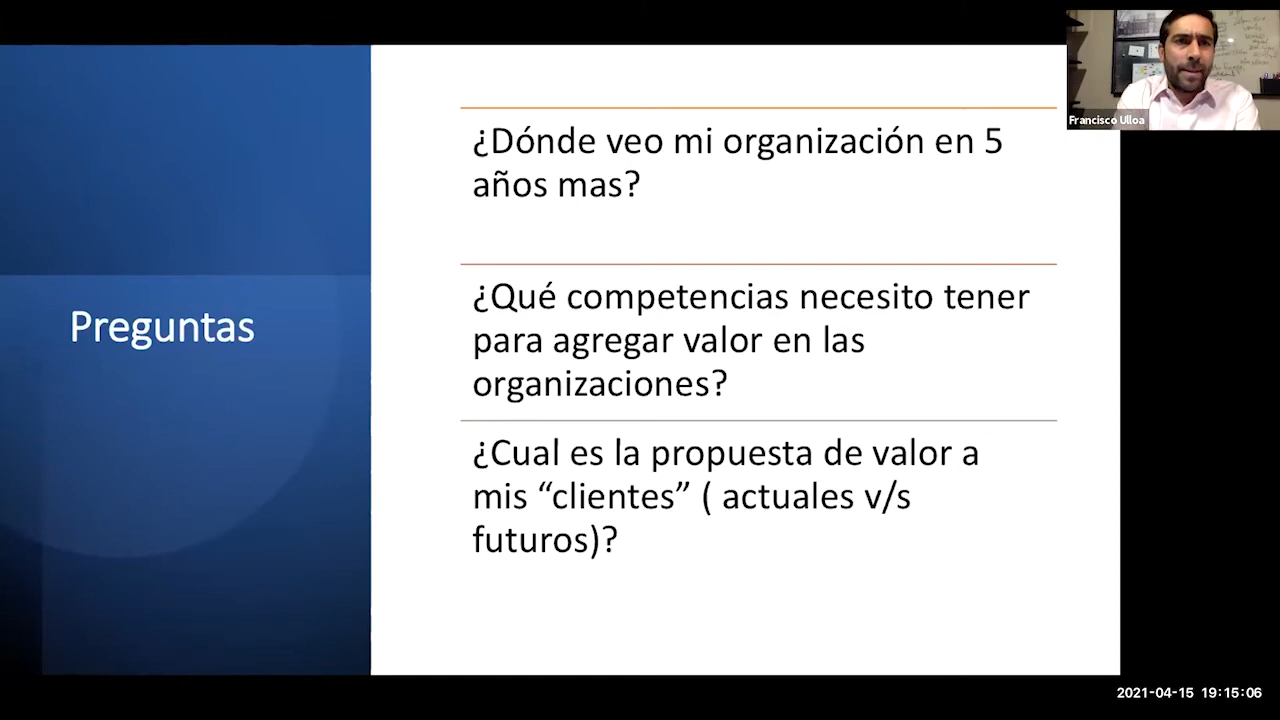 Francisco Ulloa
¿Dónde veo mi organización en 5
años mas?
¿Qué competencias necesito tener
para agregar valor en las
organizaciones?
Preguntas
¿Cual es la propuesta de valor a
mis “clientes” ( actuales v/s
futuros)?
2021-04-15 19:15:06